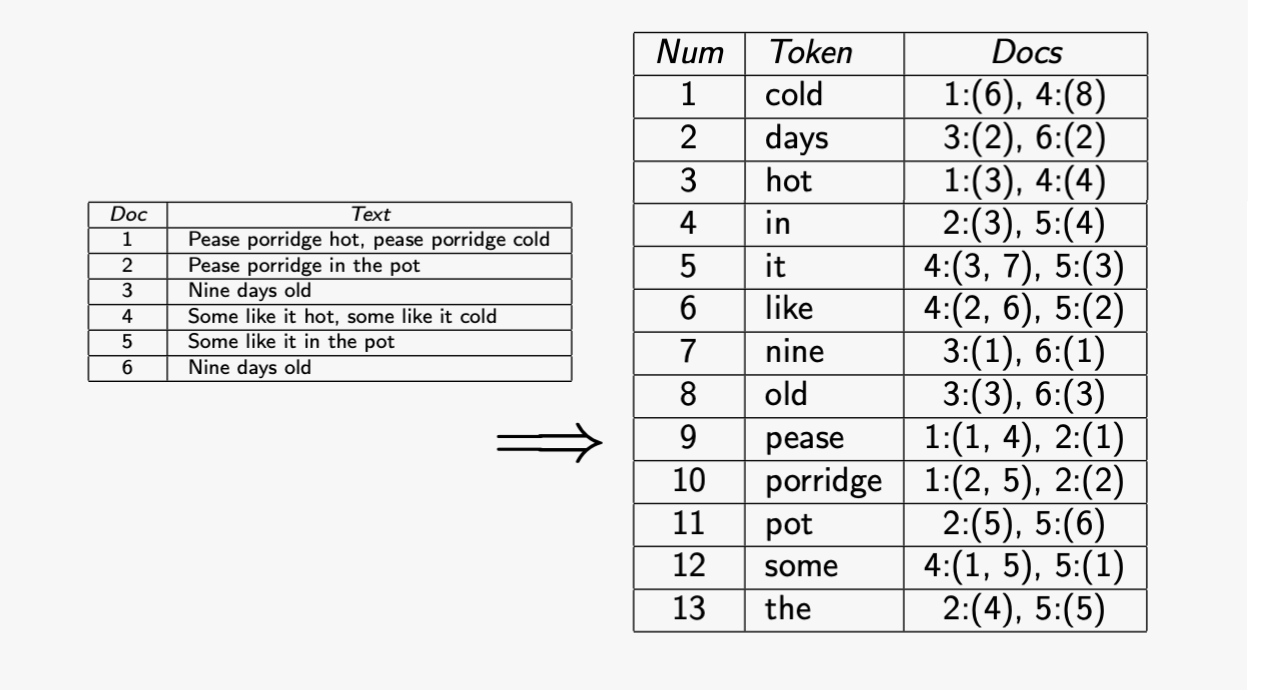 Doc Text
1 Pease porridge hot, pease porridge cold
2 Pease porridge in the pot
3 Nine days old
4 Some like it hot, some like it cold
5 Some like it in the pot
6 Nine days old
⟹
Num Token Docs
1 cold 1:(6), 4:(8)
2 days 3:(2), 6:(2)
3 hot 1:(3), 4:(4)
4 in 2:(3), 5:(4)
5 it 4:(3, 7), 5:(3)
6 like 4:(2, 6), 5:(2)
7 nine 3:(1), 6:(1)
8 old 3:(3), 6:(3)
9 pease 1:(1, 4), 2:(1)
10 porridge 1:(2, 5), 2:(2)
11 pot 2:(5), 5:(6)
12 some 4:(1, 5), 5:(1)
13 the 2:(4), 5:(5)